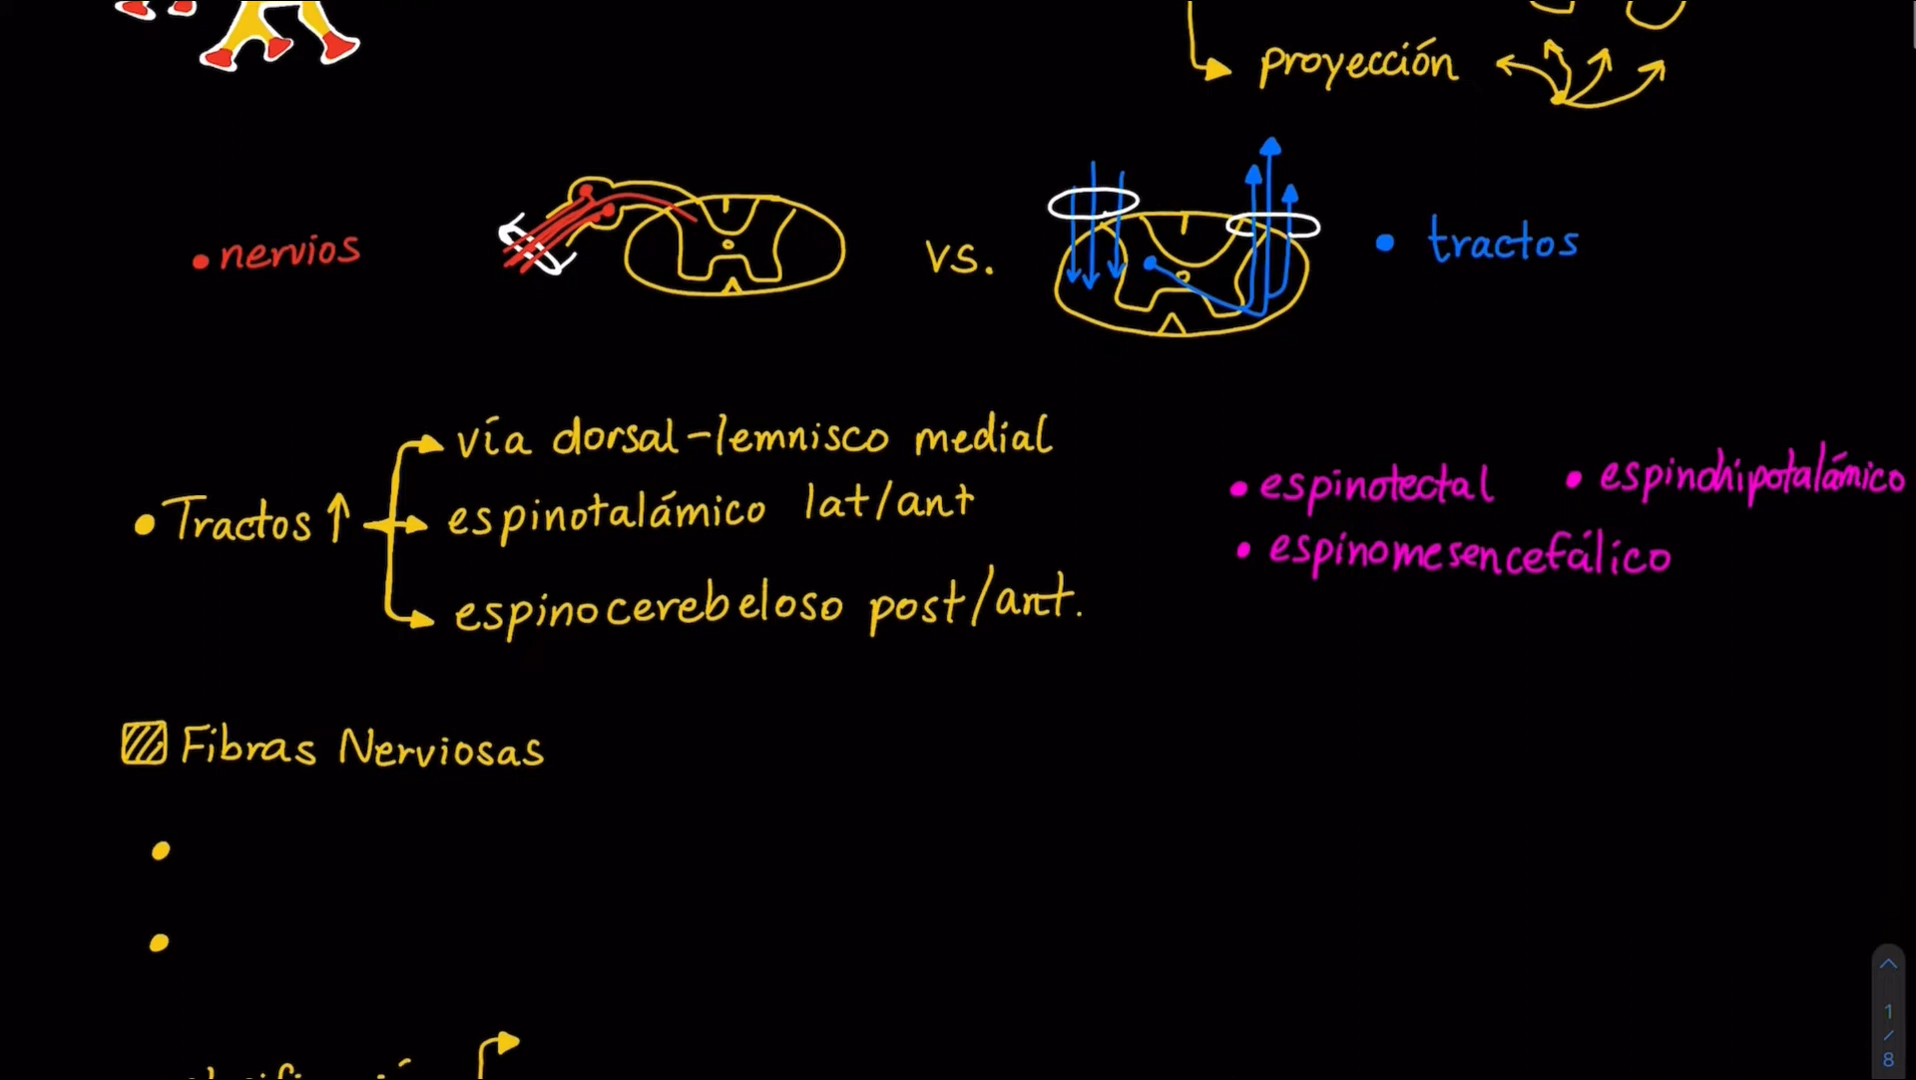 proyección
nervios
vs.
tractos
Tractos ↑
vía dorsal-lemnisco medial
espinotalámico lat/ant
espinocerebeloso post/ant.
espinotectal
espinohipotalámico
espinomesencefálico
Fibras Nerviosas
1
/
8